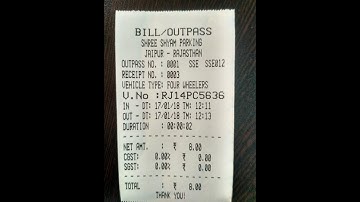 BILL/OUTPASS
SHREE SHYAM PARKING
JAIPUR - RAJASTHAN
OUTPASS NO. : 0001 SSE SSE012
RECEIPT NO. : 0003
VEHICLE TYPE: FOUR WHEELERS
V.No :RJ14PC5636
IN - DT: 17/01/18 TM: 12:11
OUT - DT: 17/01/18 TM: 12:13
DURATION : 00:00:02
NET AMT. : ₹ 8.00
CGST: 0.00% ₹ 0.00
SGST: 0.00% ₹ 0.00
TOTAL : ₹ 8.00
THANK YOU!